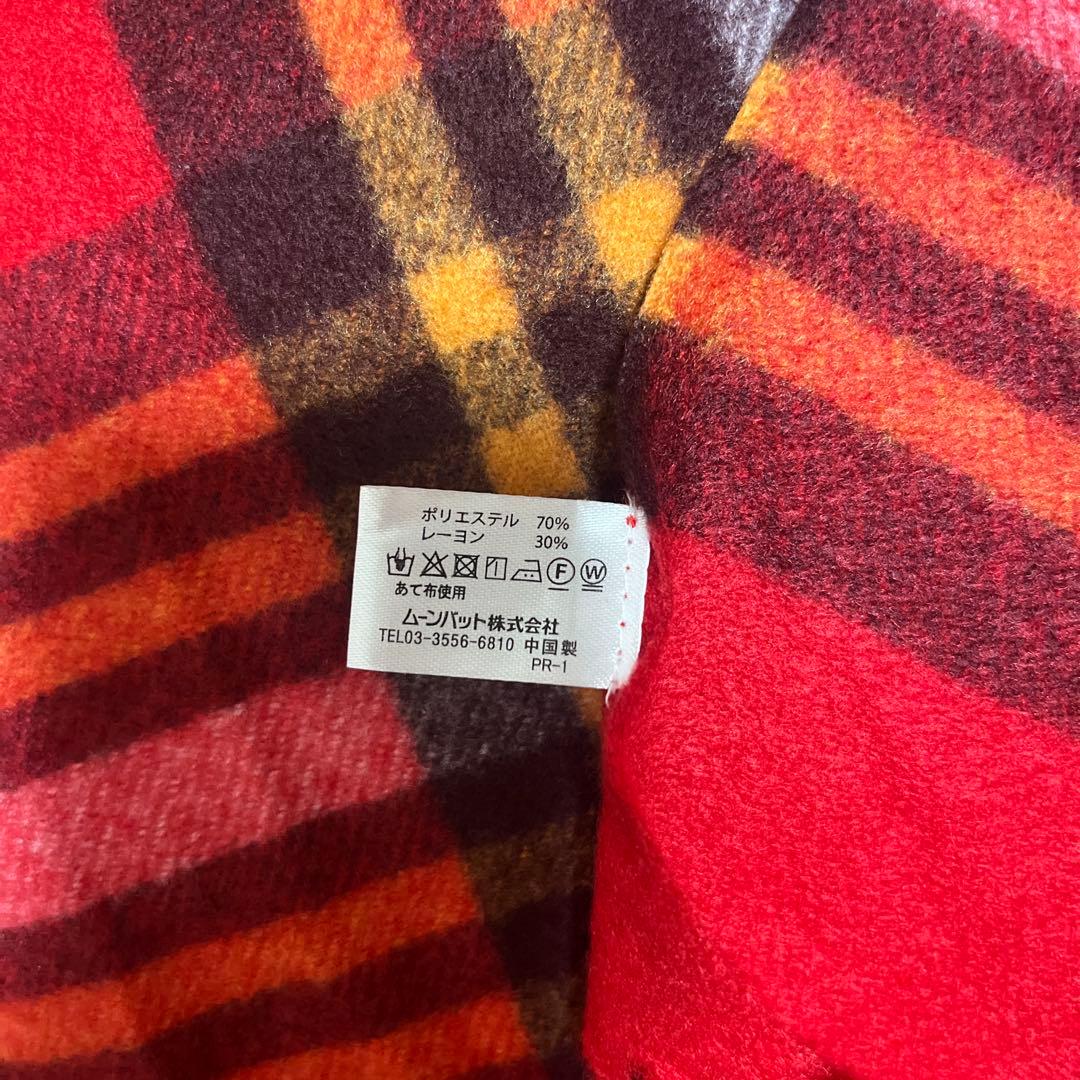 ポリエステル 70%
レーヨン 30%
F W
あて布使用
ムーンバット株式会社
TEL03-3556-6810 中国製
PR-1